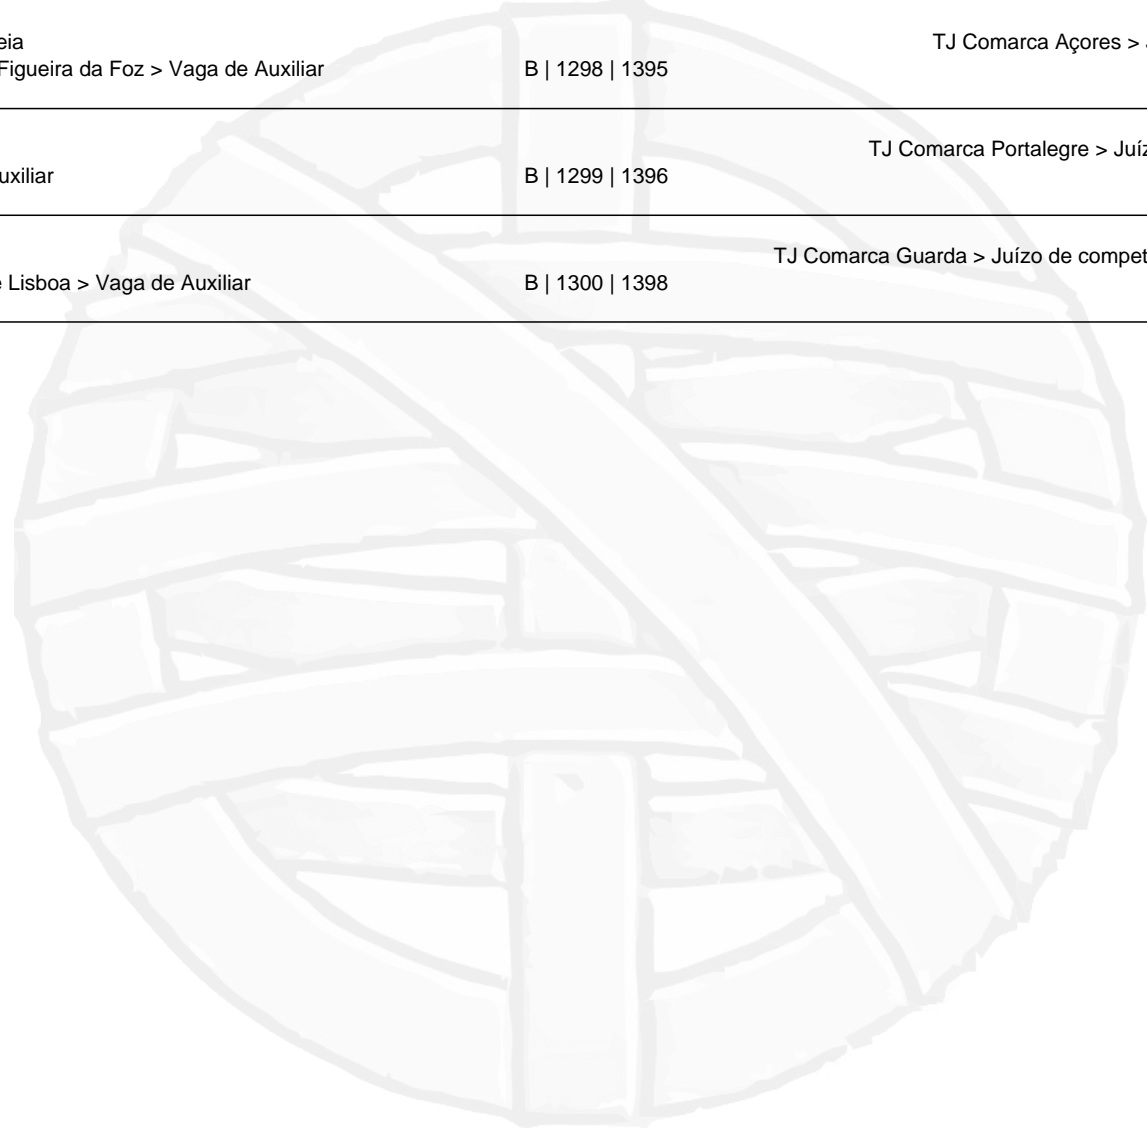 eia TJ Comarca Açores >
Figueira da Foz > Vaga de Auxiliar B | 1298 | 1395
TJ Comarca Portalegre > Juíz
uxiliar B | 1299 | 1396
TJ Comarca Guarda > Juízo de compet
Lisboa > Vaga de Auxiliar B | 1300 | 1398